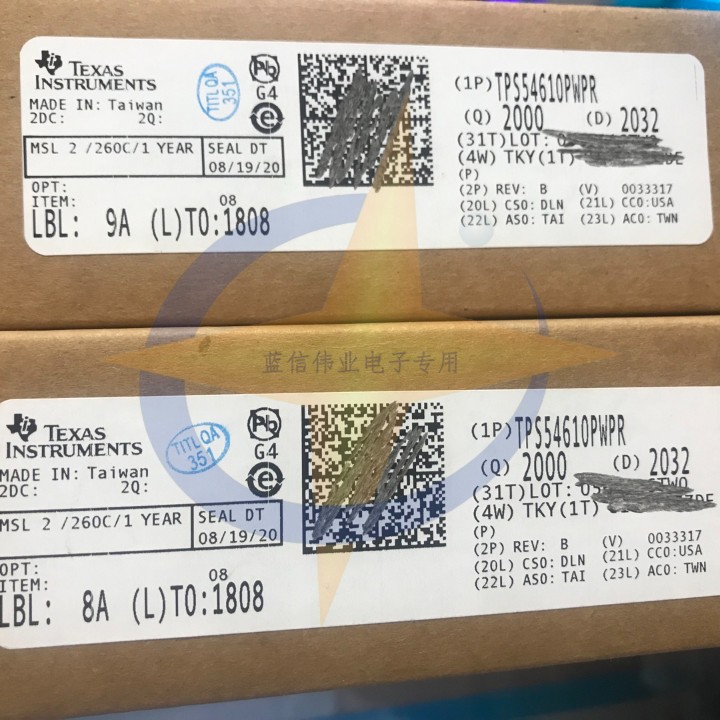 TEXAS
INSTRUMENTS
MADE IN: Taiwan
2DC: 2Q:
TITL QA
351
Pb
G4
e
MSL 2 /260C/1 YEAR
SEAL DT
08/19/20
OPT:
ITEM:
08
LBL: 9A (L)TO:1808
(1P)TPS54610PWPR
(Q) 2000 (D) 2032
(31T)LOT:
(4W) TKY(1T)
(P)
(2P) REV: B (V) 0033317
(20L) CSO: DLN (21L) CCO:USA
(22L) ASO: TAI (23L) ACO: TWN
蓝信伟业电子专用
TEXAS
INSTRUMENTS
MADE IN: Taiwan
2DC: 2Q:
TITL QA
351
Pb
G4
e
MSL 2 /260C/1 YEAR
SEAL DT
08/19/20
OPT:
ITEM:
08
LBL: 8A (L)TO:1808
(1P)TPS54610PWPR
(Q) 2000 (D) 2032
(31T)LOT:
(4W) TKY(1T)
(P)
(2P) REV: B (V) 0033317
(20L) CSO: DLN (21L) CCO:USA
(22L) ASO: TAI (23L) ACO: TWN